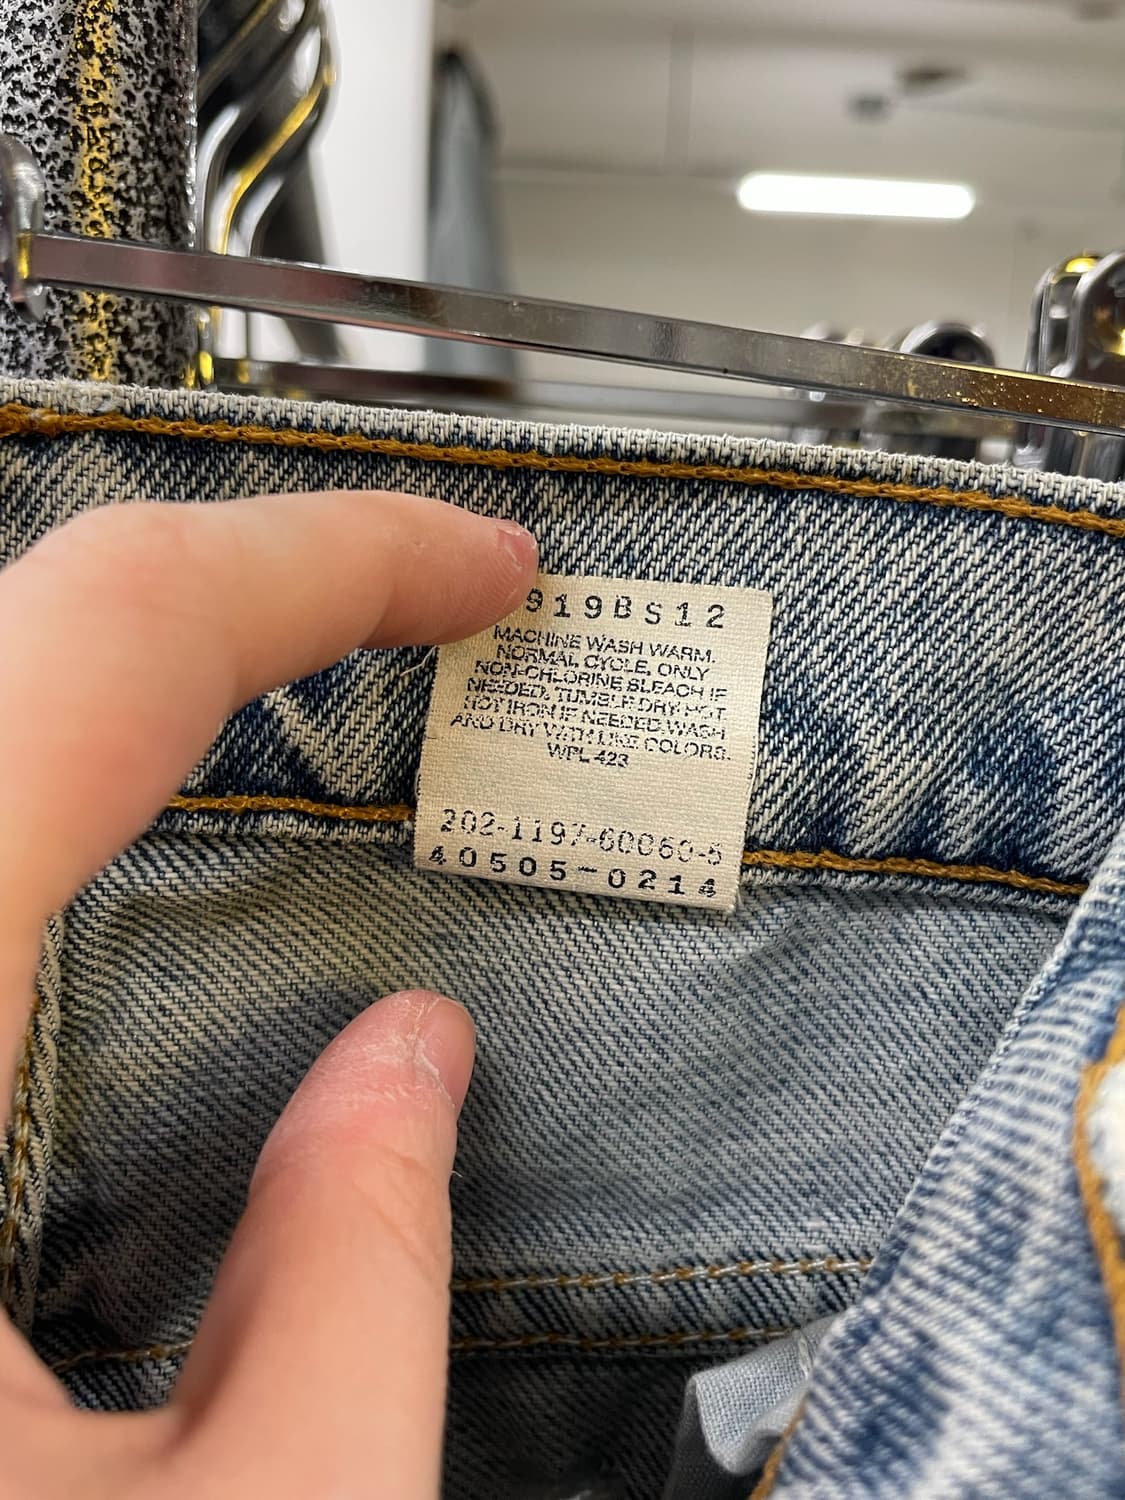 919BS12
MACHINE WASH WARM.
NORMAL CYCLE, ONLY
NON-CHLORINE BLEACH IF
NEEDED. TUMBLE DRY HOT.
HOT IRON IF NEEDED. WASH
AND DRY WITH LIKE COLORS.
WPL-423
202-1197-60060-5
40505-0214